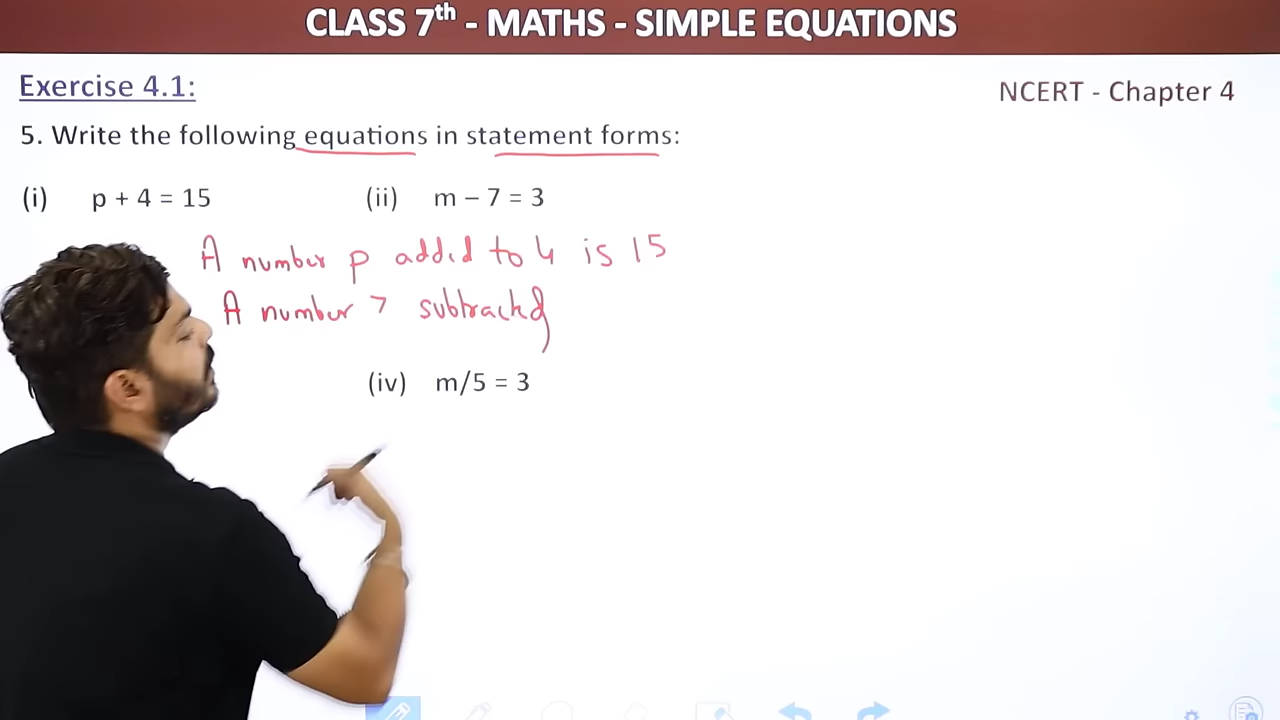 CLASS 7th - MATHS - SIMPLE EQUATIONS
Exercise 4.1:
NCERT - Chapter 4
5. Write the following equations in statement forms:
(i) p + 4 = 15 (ii) m – 7 = 3
A number p added to 4 is 15
A number 7 subtracted
(iv) m/5 = 3